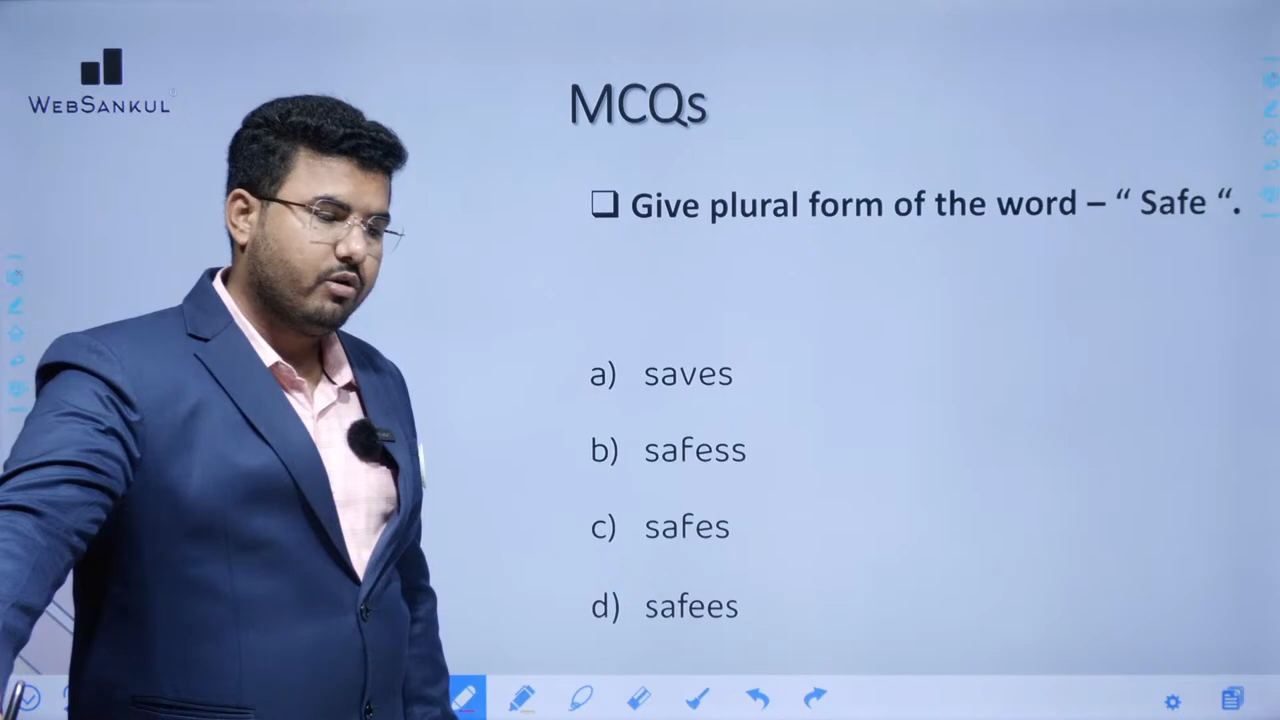 WEBSANKUL
MCQs
❑ Give plural form of the word – “ Safe “.
a) saves
b) safess
c) safes
d) safees